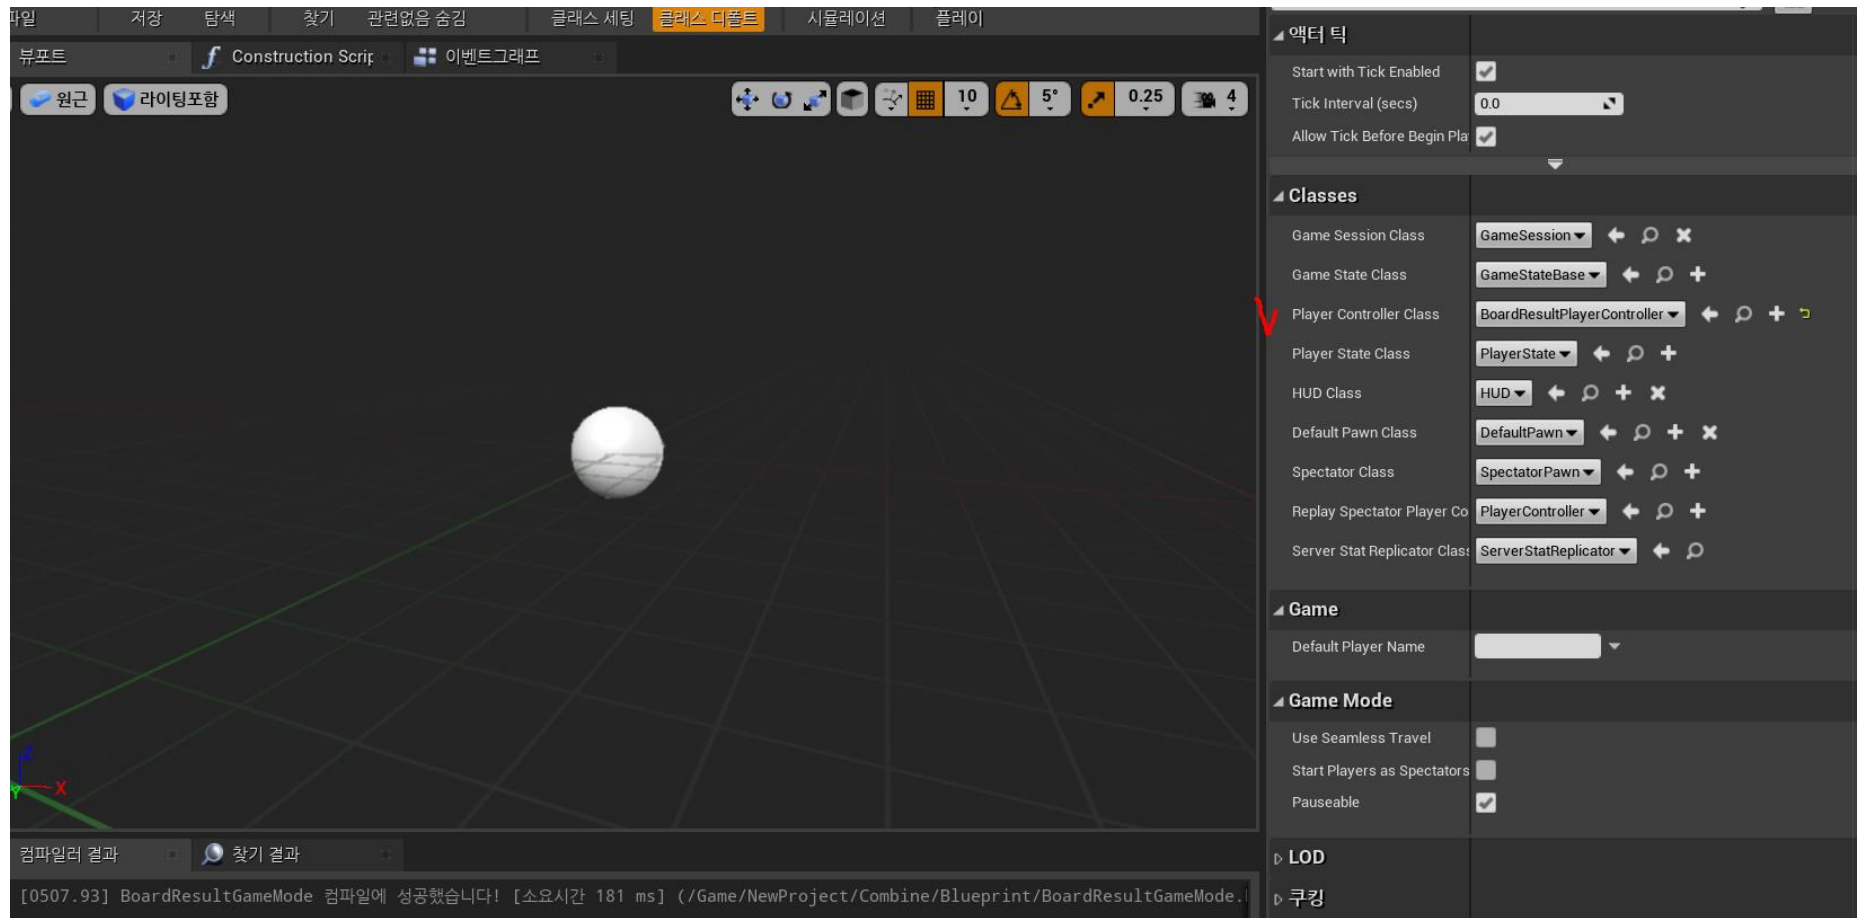 파일 저장 탐색 찾기 관련없음 숨김 클래스 세팅 클래스 디폴트 시뮬레이션 플레이
뷰포트 Construction Scrip 이벤트그래프
원근 라이팅포함 10 5° 0.25 4
Z
X
Y
컴파일러 결과 찾기 결과
[0507.93] BoardResultGameMode 컴파일에 성공했습니다! [소요시간 181 ms] (/Game/NewProject/Combine/Blueprint/BoardResultGameMode.
액터 틱
Start with Tick Enabled
Tick Interval (secs) 0.0
Allow Tick Before Begin Pla
Classes
Game Session Class GameSession
Game State Class GameStateBase
Player Controller Class BoardResultPlayerController
Player State Class PlayerState
HUD Class HUD
Default Pawn Class DefaultPawn
Spectator Class SpectatorPawn
Replay Spectator Player Co PlayerController
Server Stat Replicator Class ServerStatReplicator
Game
Default Player Name
Game Mode
Use Seamless Travel
Start Players as Spectators
Pauseable
LOD
쿠킹